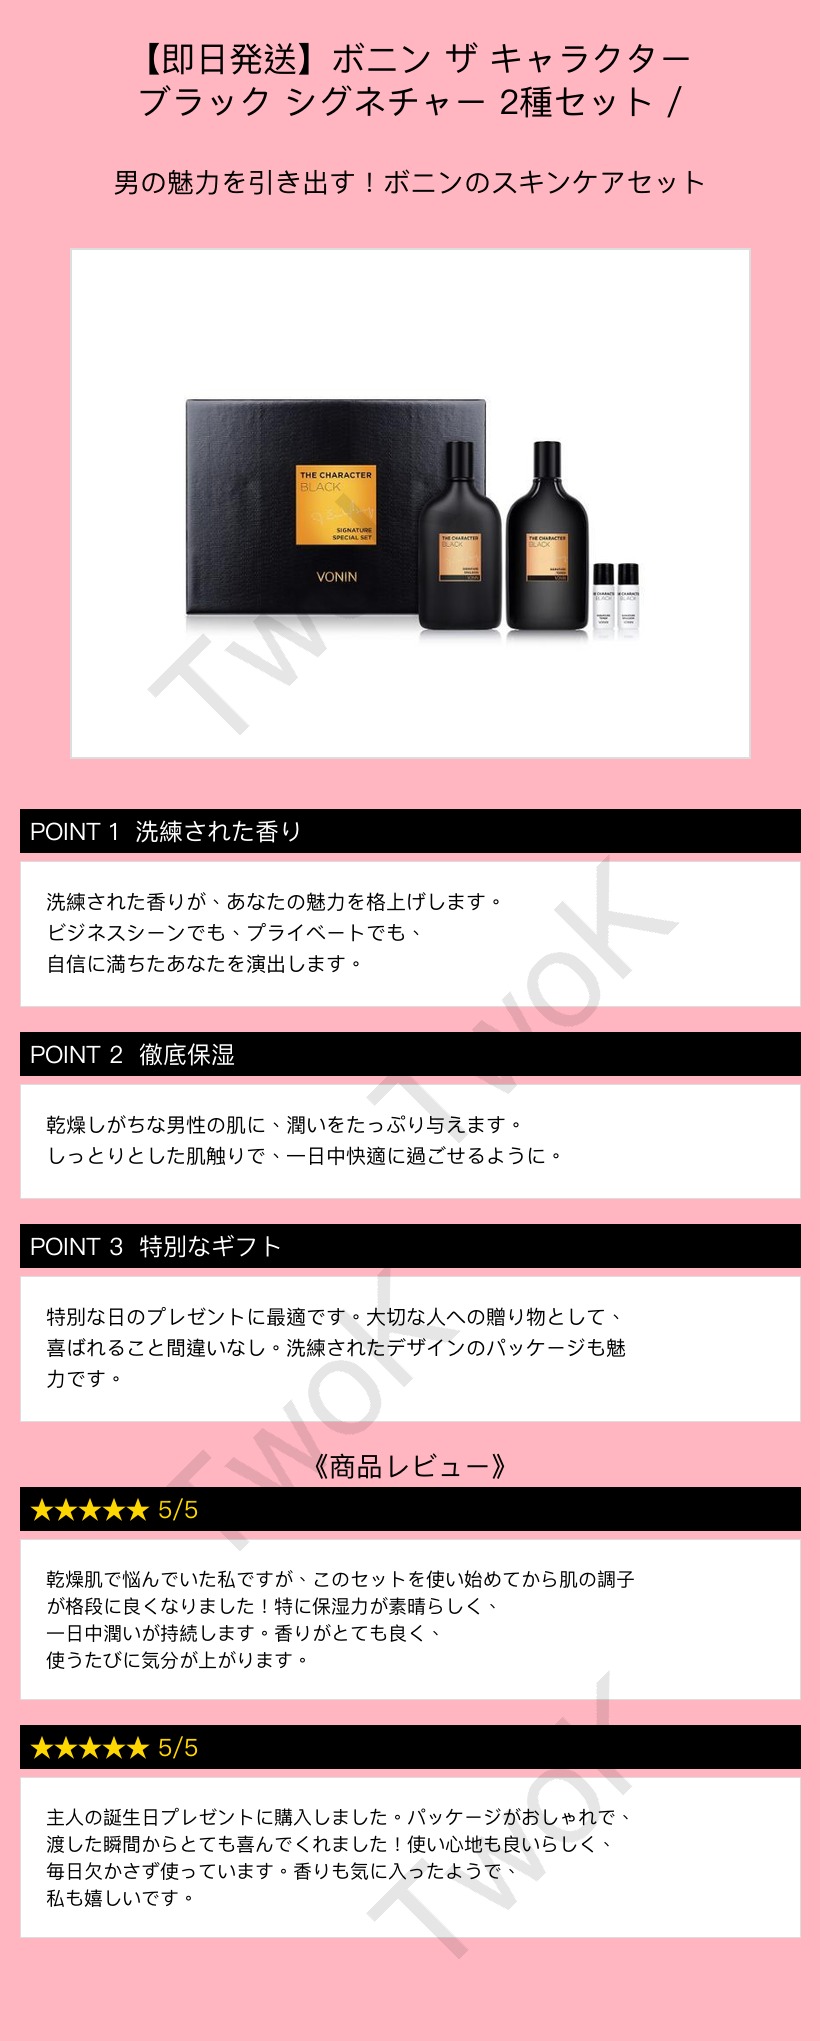 【即日発送】ボニン ザ キャラクター
ブラック シグネチャー 2種セット /
男の魅力を引き出す！ボニンのスキンケアセット
THE CHARACTER
BLACK
SIGNATURE
SPECIAL SET
VONIN
THE CHARACTER
BLACK
SIGNATURE
EMULSION
VONIN
THE CHARACTER
BLACK
SIGNATURE
TONER
VONIN
TwoK
POINT 1 洗練された香り
洗練された香りが、あなたの魅力を格上げします。
ビジネスシーンでも、プライベートでも、
自信に満ちたあなたを演出します。
TwoK
POINT 2 徹底保湿
乾燥しがちな男性の肌に、潤いをたっぷり与えます。
しっとりとした肌触りで、一日中快適に過ごせるように。
POINT 3 特別なギフト
特別な日のプレゼントに最適です。大切な人への贈り物として、
喜ばれること間違いなし。洗練されたデザインのパッケージも魅
力です。
TwoK
《商品レビュー》
★★★★★ 5/5
乾燥肌で悩んでいた私ですが、このセットを使い始めてから肌の調子
が格段に良くなりました！特に保湿力が素晴らしく、
一日中潤いが持続します。香りがとても良く、
使うたびに気分が上がります。
★★★★★ 5/5
主人の誕生日プレゼントに購入しました。パッケージがおしゃれで、
渡した瞬間からとても喜んでくれました！使い心地も良いらしく、
毎日欠かさず使っています。香りも気に入ったようで、
私も嬉しいです。
TwoK